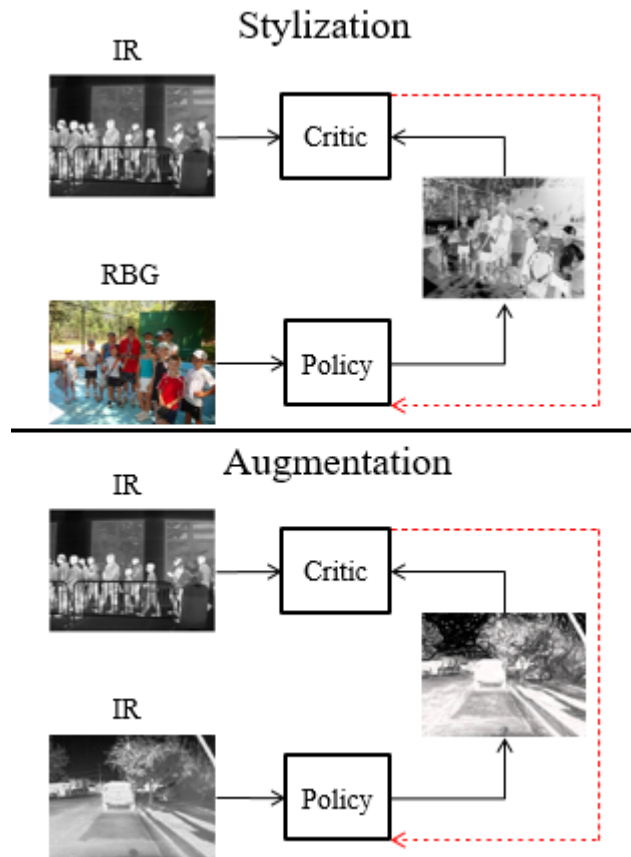 Stylization
IR
Critic
RBG
Policy
Augmentation
IR
Critic
IR
Policy